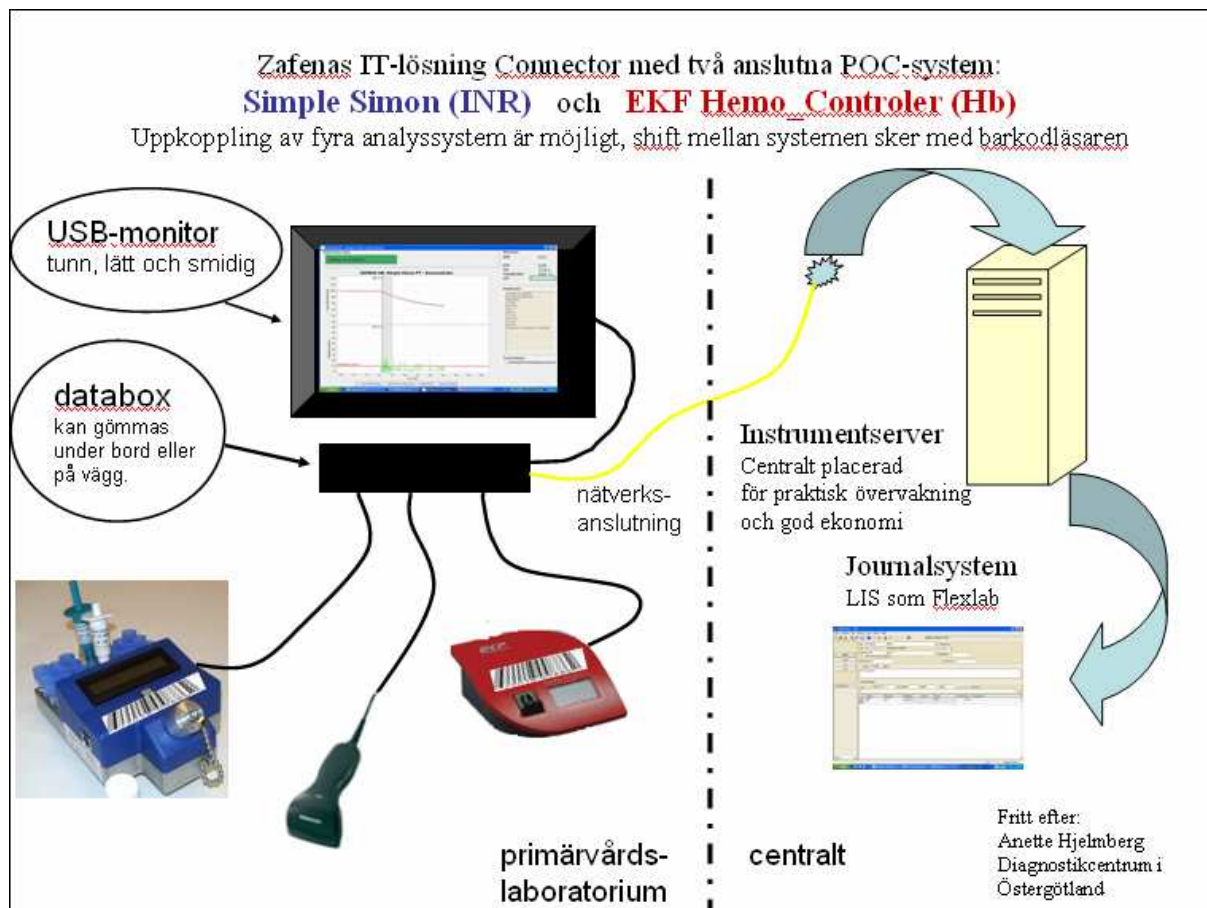 Zafenas IT-lösning Connector med två anslutna POC-system:
Simple Simon (INR) och EKF Hemo_Controler (Hb)
Uppkoppling av fyra analyssystem är möjligt, shift mellan systemen sker med barkodläsaren
USB-monitor
tunn, lätt och smidig
databox
kan gömmas
under bord eller
på vägg.
nätverks-
anslutning
Instrumentserver
Centralt placerad
för praktisk övervakning
och god ekonomi
Journalsystem
LIS som Flexlab
primärvårds-
laboratorium
centralt
Fritt efter:
Anette Hjelmberg
Diagnostikcentrum i
Östergötland